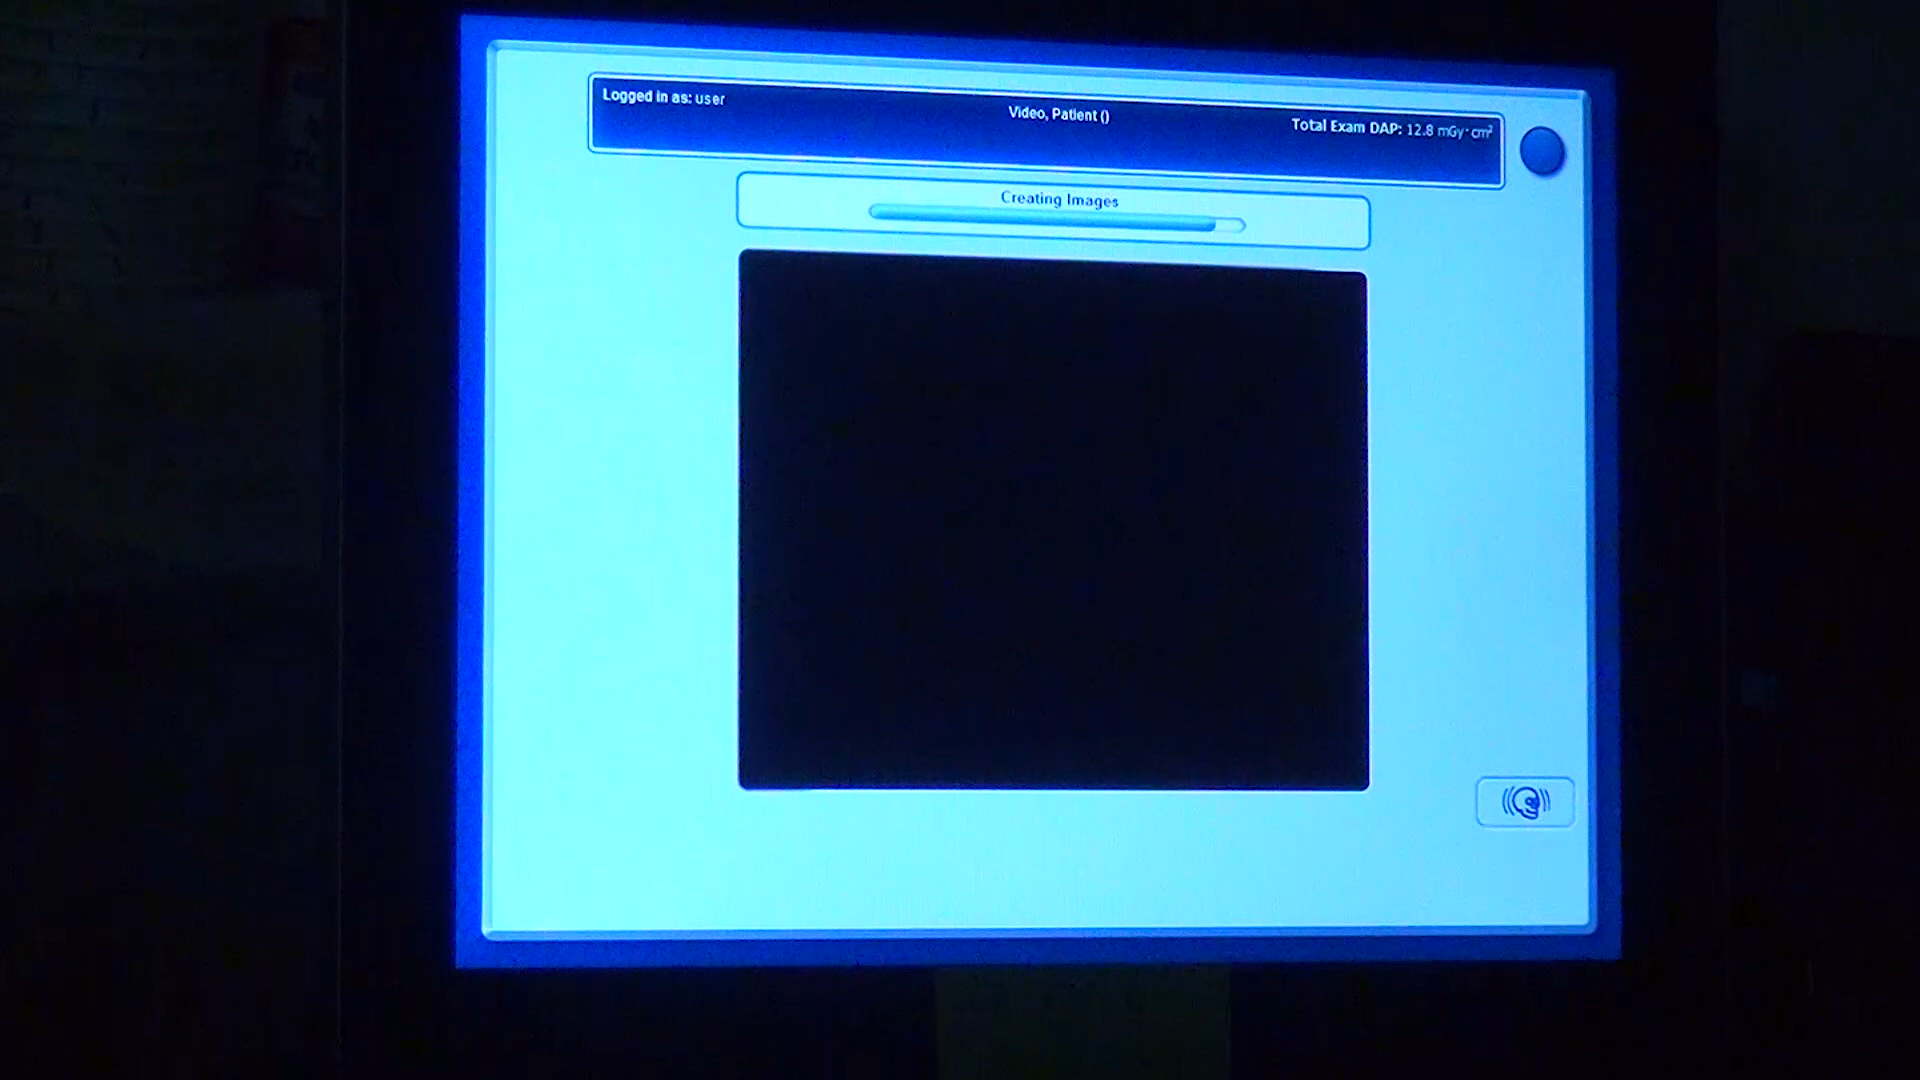 Logged in as: user
Video, Patient ()
Total Exam DAP: 12.8 mGy·cm²
Creating Images